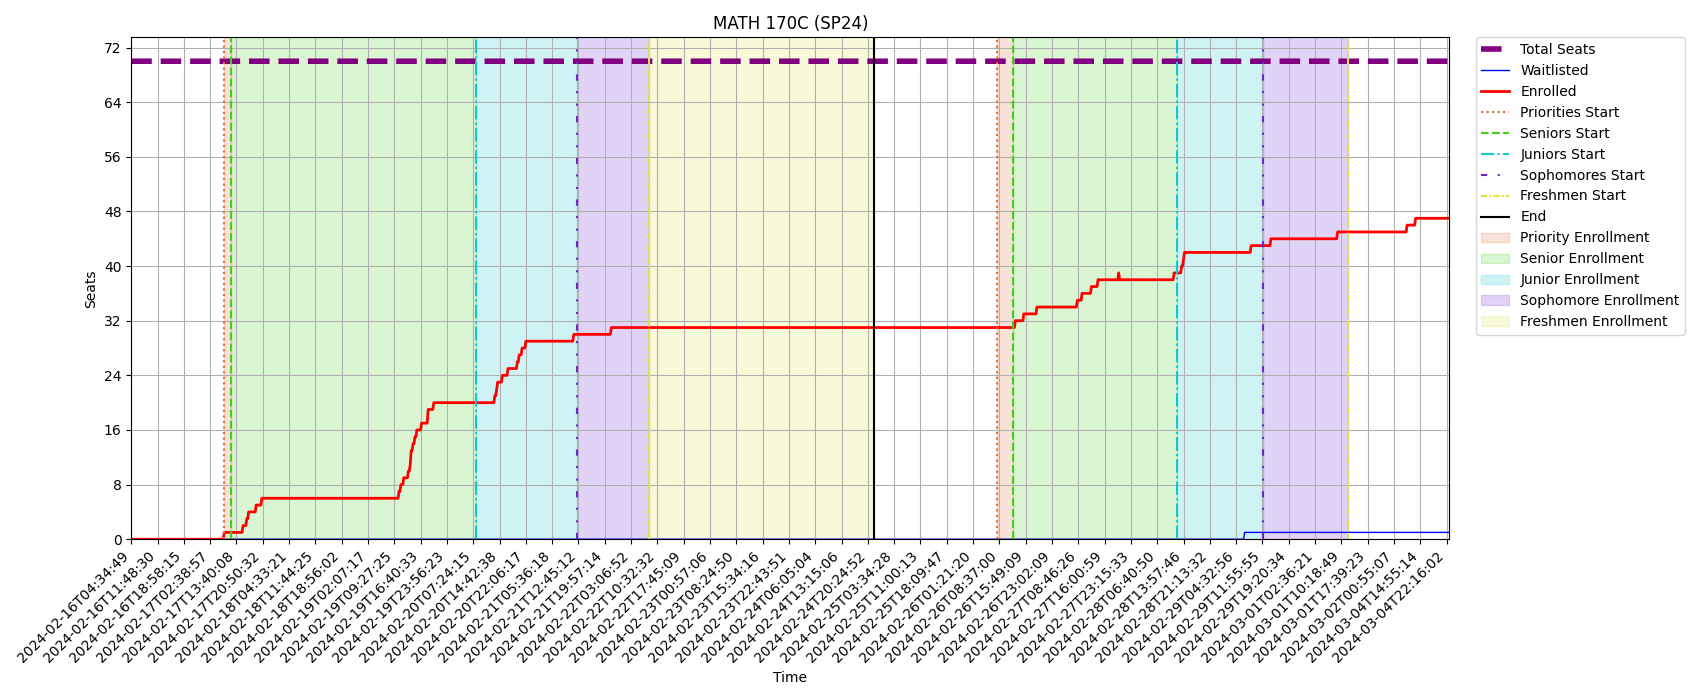 MATH 170C (SP24)
72
64
56
48
40
32
24
16
8
0
Seats
2024-02-16T04:34:49
2024-02-16T11:48:30
2024-02-16T18:58:15
2024-02-17T02:38:57
2024-02-17T13:40:08
2024-02-17T20:50:32
2024-02-18T04:33:21
2024-02-18T11:44:25
2024-02-18T18:56:02
2024-02-19T02:07:17
2024-02-19T09:27:25
2024-02-19T16:40:33
2024-02-19T23:56:23
2024-02-20T07:24:15
2024-02-20T14:42:38
2024-02-20T22:06:17
2024-02-21T05:36:18
2024-02-21T12:45:12
2024-02-21T19:57:14
2024-02-22T03:06:52
2024-02-22T10:32:32
2024-02-22T17:45:09
2024-02-23T00:57:06
2024-02-23T08:24:50
2024-02-23T15:34:16
2024-02-23T22:43:51
2024-02-24T06:05:04
2024-02-24T13:15:06
2024-02-24T20:24:52
2024-02-25T03:34:28
2024-02-25T11:00:13
2024-02-25T18:09:47
2024-02-26T01:21:20
2024-02-26T08:37:00
2024-02-26T15:49:09
2024-02-26T23:02:09
2024-02-27T08:46:26
2024-02-27T16:00:59
2024-02-27T23:15:33
2024-02-28T06:40:50
2024-02-28T13:57:46
2024-02-28T21:13:32
2024-02-29T04:32:56
2024-02-29T11:55:55
2024-02-29T19:20:34
2024-03-01T02:36:21
2024-03-01T10:18:49
2024-03-01T17:39:23
2024-03-02T00:55:07
2024-03-04T14:55:14
2024-03-04T22:16:02
Time
Total Seats
Waitlisted
Enrolled
Priorities Start
Seniors Start
Juniors Start
Sophomores Start
Freshmen Start
End
Priority Enrollment
Senior Enrollment
Junior Enrollment
Sophomore Enrollment
Freshmen Enrollment